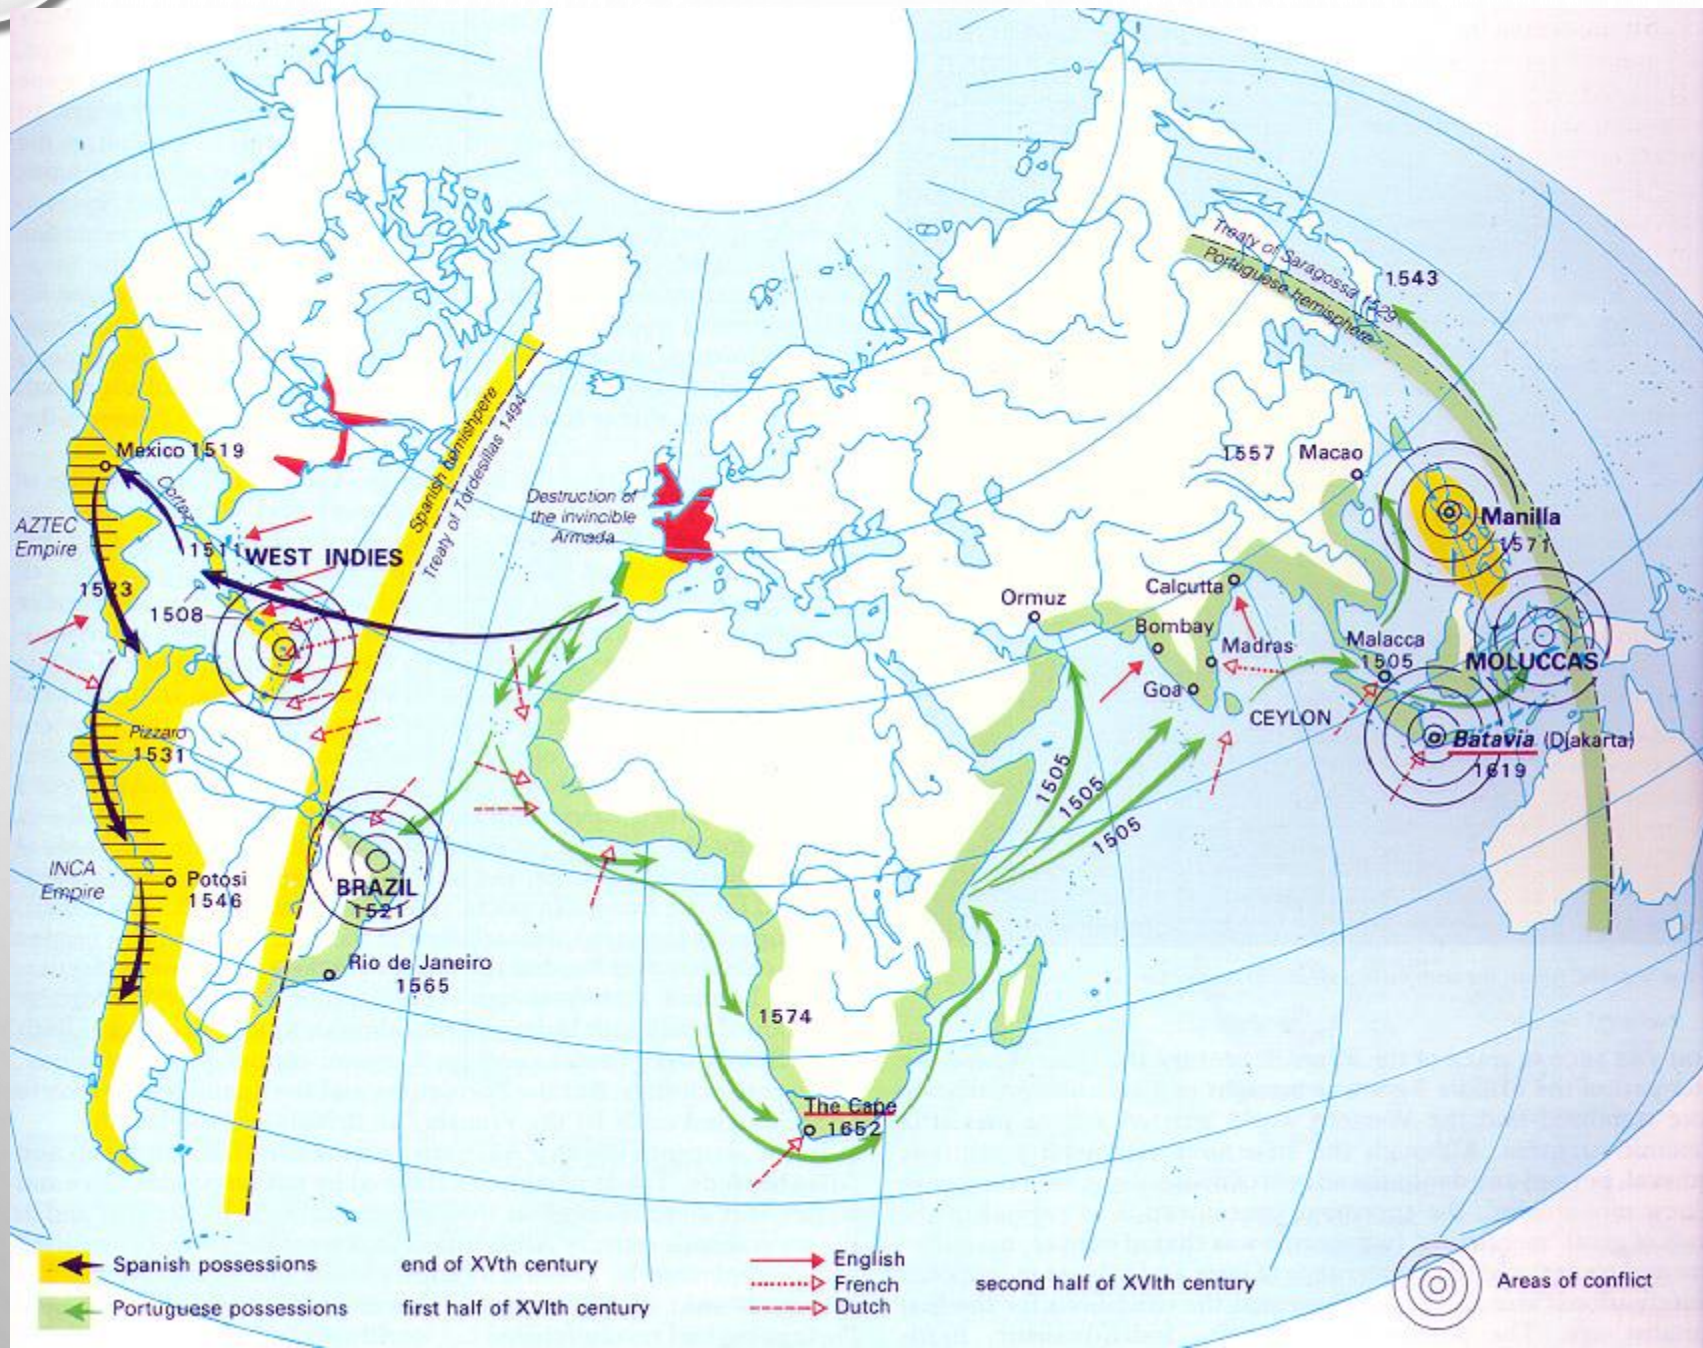 Treaty of Saragossa 1529
Portuguese hemisphere
1543
Spanish hemishpere
Treaty of Tordesillas 1494
Mexico 1519
Cortez
AZTEC
Empire
1511
WEST INDIES
1523
1508
Destruction of
the invincible
Armada
1557 Macao
Manilla
1571
Calcutta
Ormuz
Bombay
Madras
Goa
CEYLON
Malacca
1505
MOLUCCAS
Batavia (Djakarta)
1619
Pizzaro
1531
1505
1505
1505
INCA
Empire
Potosi
1546
BRAZIL
1521
Rio de Janeiro
1565
1574
The Cape
1652
Spanish possessions end of XVth century
Portuguese possessions first half of XVIth century
English
French
Dutch
second half of XVIth century
Areas of conflict